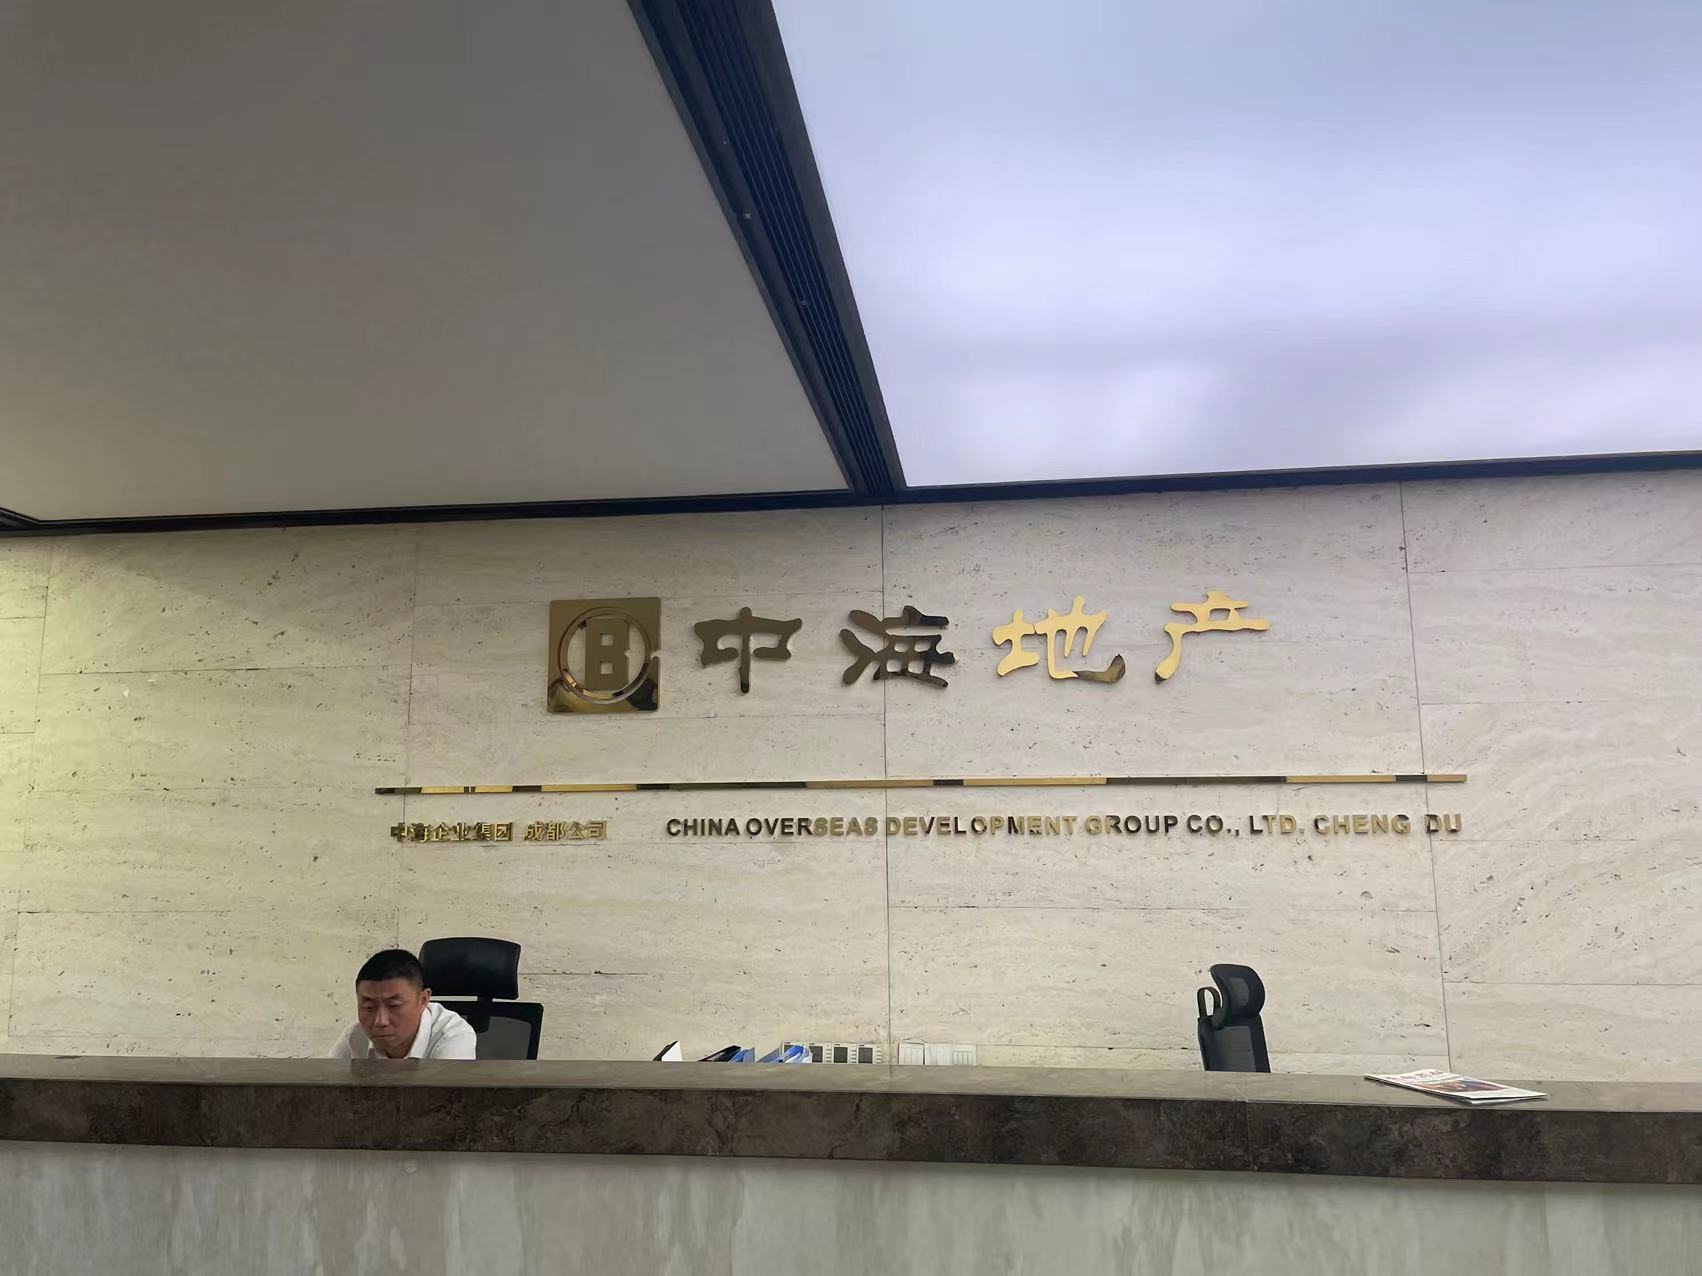 中海地产
中海企业集团 成都公司 CHINA OVERSEAS DEVELOPMENT GROUP CO., LTD. CHENG DU